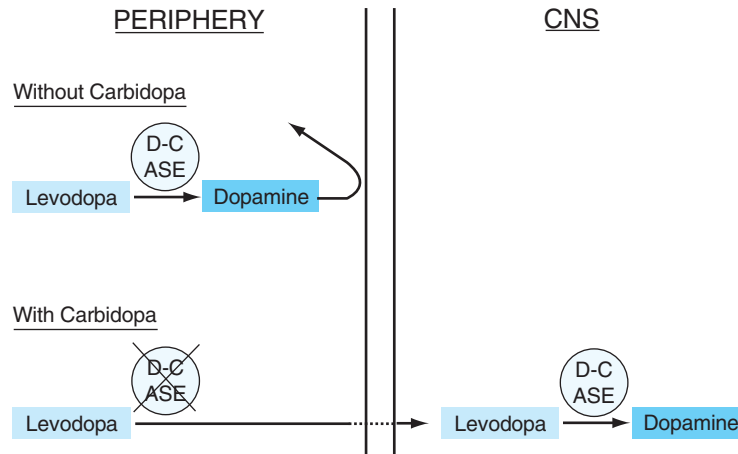 PERIPHERY
CNS
Without Carbidopa
D-C
ASE
Levodopa
Dopamine
With Carbidopa
D-C
ASE
Levodopa
D-C
ASE
Levodopa
Dopamine